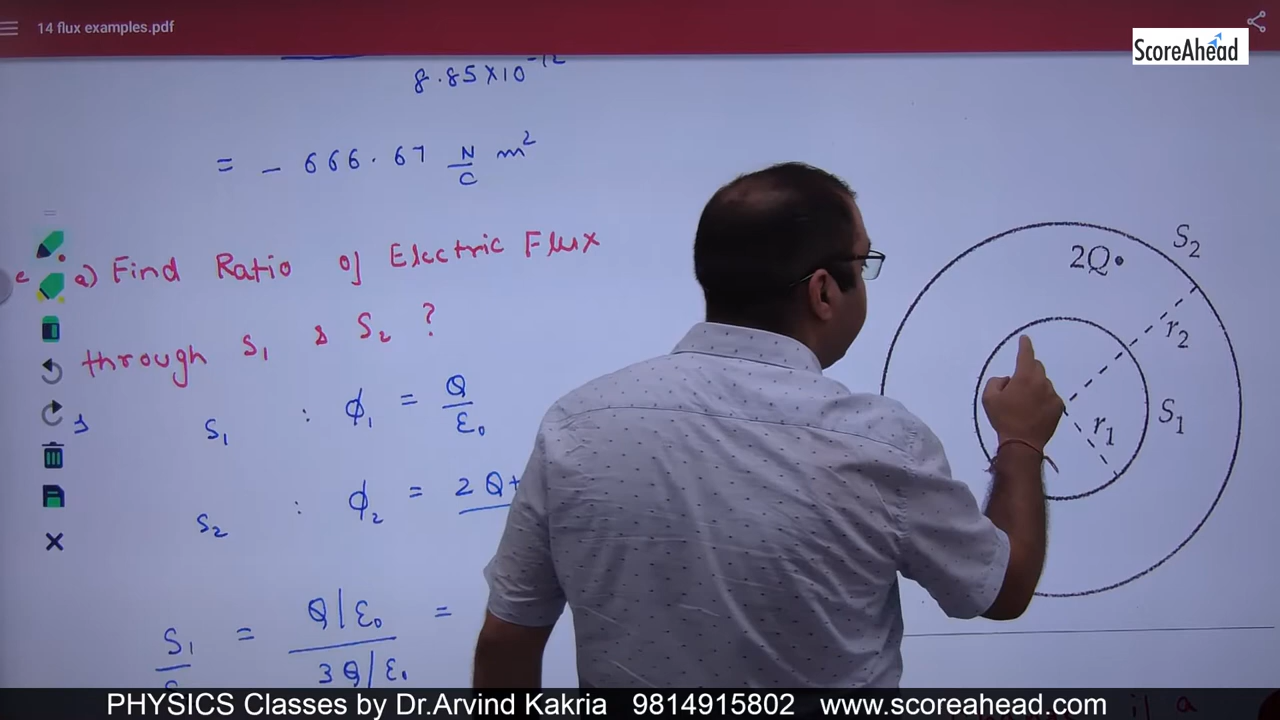 14 flux examples.pdf
ScoreAhead
8.85×10⁻¹²
= - 666.67 N/C m²
a) Find Ratio of Electric Flux
through S₁ & S₂ ?
S₁ : ϕ₁ = Q/ε₀
S₂ : ϕ₂ = 2Q+
S₁ = Q/ε₀ =
3Q/ε₀
2Q
S₂
r₂
S₁
r₁
PHYSICS Classes by Dr.Arvind Kakria 9814915802 www.scoreahead.com